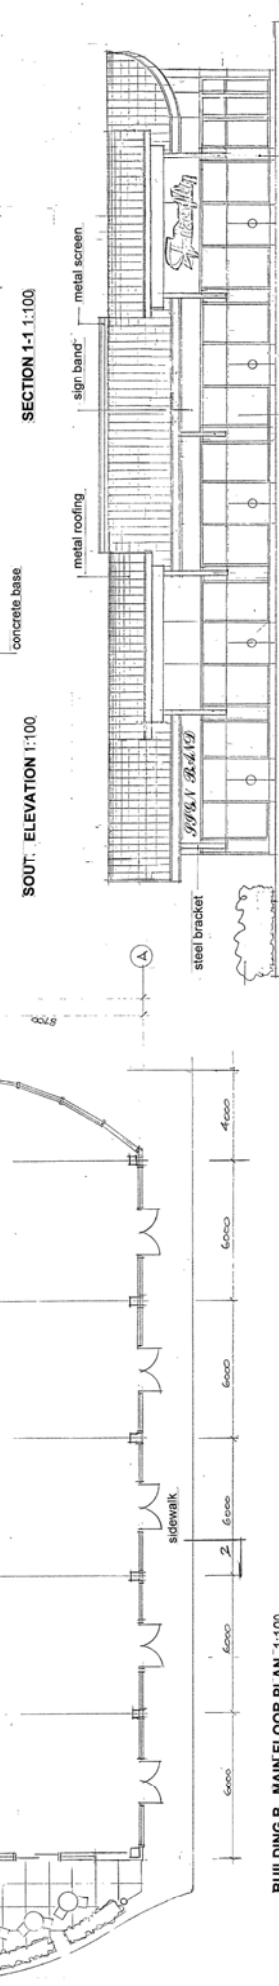 SECTION 1-1 1:100
concrete base
SOUT. ELEVATION 1:100
metal screen
sign band
metal roofing
SIGN BAND
steel bracket
A
5700
sidewalk
4000
6000
6000
6000
2
6000
6000
BUILDING B MAIN FLOOR PLAN 1:100